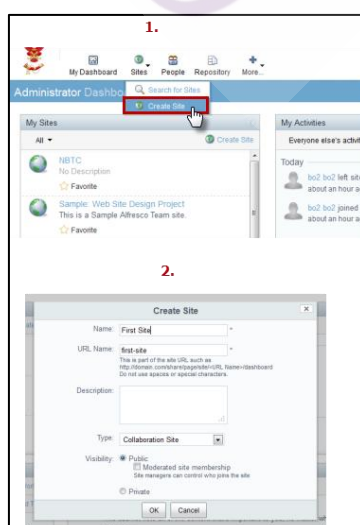 1.
My Dashboard Sites People Repository More...
Administrator Dashbo
Search for Sites
Create Site
My Sites
All
Create Site
NBTC
No Description
Favorite
Sample: Web Site Design Project
This is a Sample Alfresco Team site.
Favorite
My Activities
Everyone else's activit
Today
bo2 bo2 left site
about an hour a
bo2 bo2 joined
about an hour a
2.
Create Site
Name: First Site *
URL Name: first-site *
This is part of the site URL such as
http://domain.com/share/page/site/<URL Name>/dashboard
Do not use spaces or special characters.
Description:
Type: Collaboration Site
Visibility: Public
Moderated site membership
Site managers can control who joins the site
Private
OK Cancel